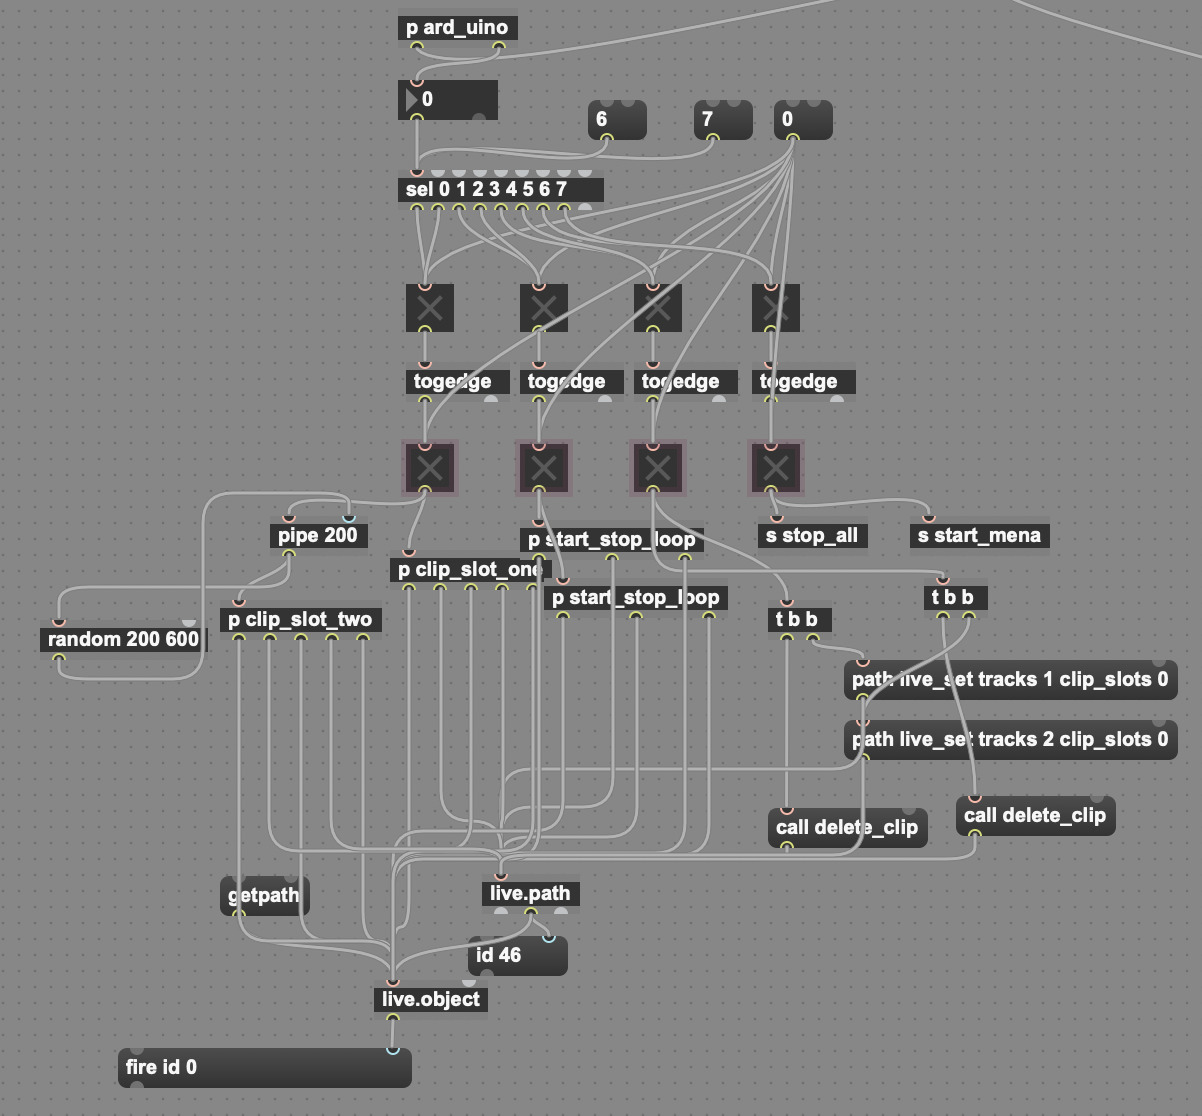 p ard_uino
0
6
7
0
sel 0 1 2 3 4 5 6 7
togedge
togedge
togedge
togedge
pipe 200
p start_stop_loop
s stop_all
s start_mena
p clip_slot_one
p start_stop_loop
t b b
random 200 600
p clip_slot_two
t b b
path live_set tracks 1 clip_slots 0
path live_set tracks 2 clip_slots 0
call delete_clip
call delete_clip
getpath
live.path
id 46
live.object
fire id 0